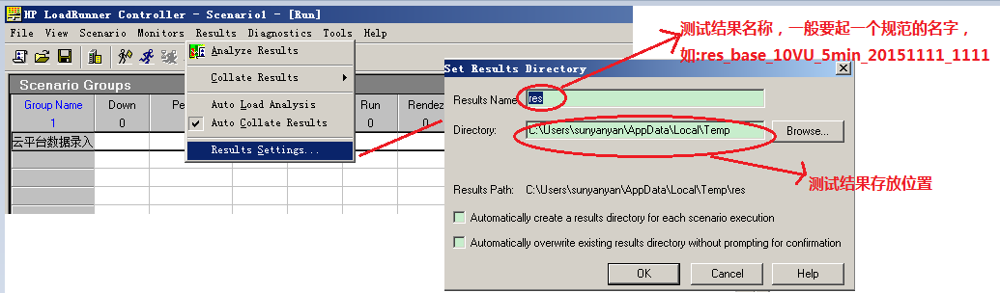 HP LoadRunner Controller - Scenario1 - [Run]
File View Scenario Monitors Results Diagnostics Tools Help
Analyze Results
Collate Results
Auto Load Analysis
Auto Collate Results
Results Settings...
Scenario Groups
Group Name Down Pe Run Rendez
1 0 0 0
云平台数据录入
测试结果名称，一般要起一个规范的名字，
如:res_base_10VU_5min_20151111_1111
Set Results Directory
Results Name: res
Directory: C:\Users\sunyanyan\AppData\Local\Temp Browse...
测试结果存放位置
Results Path: C:\Users\sunyanyan\AppData\Local\Temp\res
Automatically create a results directory for each scenario execution
Automatically overwrite existing results directory without prompting for confirmation
OK Cancel Help